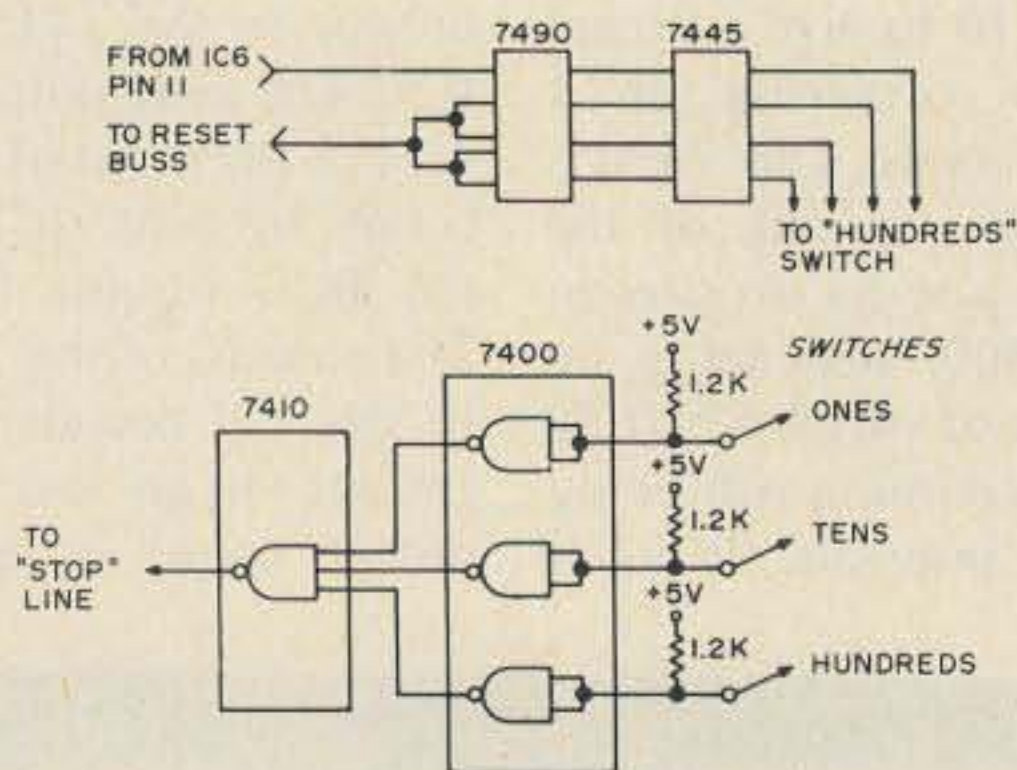 7490
7445
FROM IC6
PIN 11
TO RESET
BUSS
TO "HUNDREDS"
SWITCH
+5V
SWITCHES
7400
1.2K
7410
ONES
+5V
1.2K
TO
"STOP"
LINE
TENS
+5V
1.2K
HUNDREDS